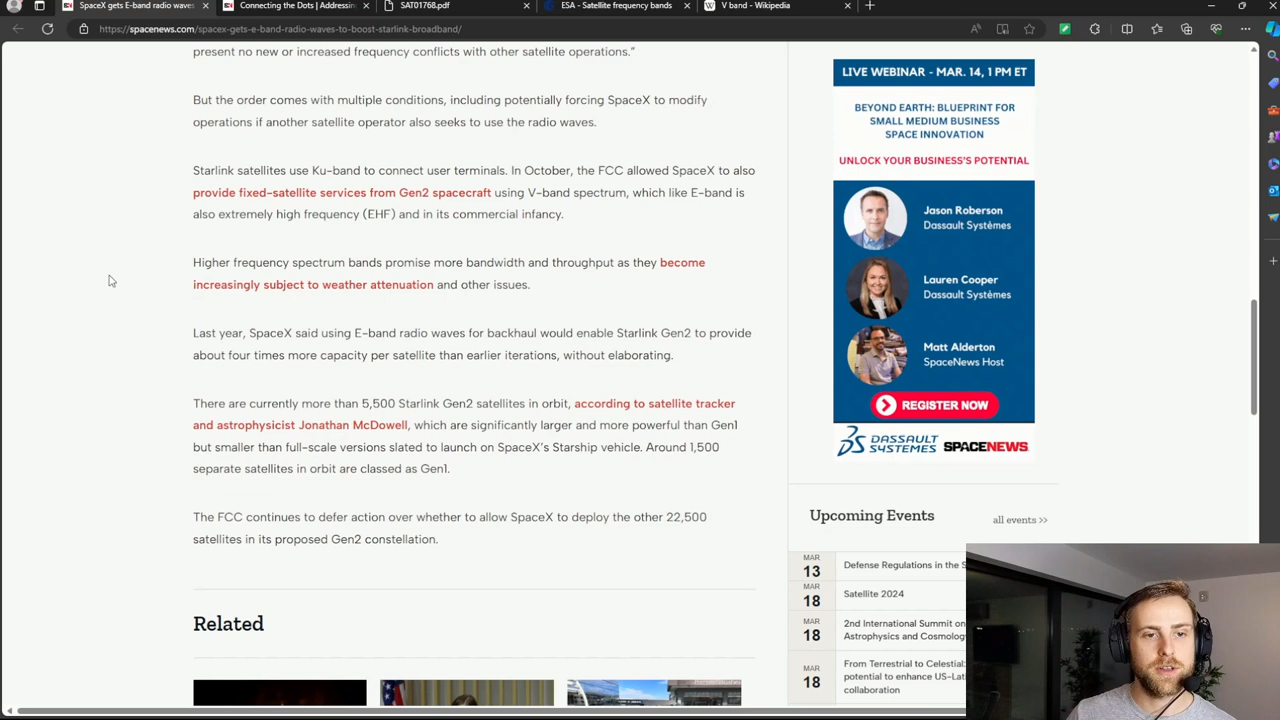 SpaceX gets E-band radio waves
Connecting the Dots | Addressing
SAT01768.pdf
ESA - Satellite frequency bands
V band - Wikipedia
https://spacenews.com/spacex-gets-e-band-radio-waves-to-boost-starlink-broadband/
present no new or increased frequency conflicts with other satellite operations."
But the order comes with multiple conditions, including potentially forcing SpaceX to modify
operations if another satellite operator also seeks to use the radio waves.
Starlink satellites use Ku-band to connect user terminals. In October, the FCC allowed SpaceX to also
provide fixed-satellite services from Gen2 spacecraft using V-band spectrum, which like E-band is
also extremely high frequency (EHF) and in its commercial infancy.
Higher frequency spectrum bands promise more bandwidth and throughput as they become
increasingly subject to weather attenuation and other issues.
Last year, SpaceX said using E-band radio waves for backhaul would enable Starlink Gen2 to provide
about four times more capacity per satellite than earlier iterations, without elaborating.
There are currently more than 5,500 Starlink Gen2 satellites in orbit, according to satellite tracker
and astrophysicist Jonathan McDowell, which are significantly larger and more powerful than Gen1
but smaller than full-scale versions slated to launch on SpaceX's Starship vehicle. Around 1,500
separate satellites in orbit are classed as Gen1.
The FCC continues to defer action over whether to allow SpaceX to deploy the other 22,500
satellites in its proposed Gen2 constellation.
Related
LIVE WEBINAR - MAR. 14, 1 PM ET
BEYOND EARTH: BLUEPRINT FOR
SMALL MEDIUM BUSINESS
SPACE INNOVATION
UNLOCK YOUR BUSINESS'S POTENTIAL
Jason Roberson
Dassault Systèmes
Lauren Cooper
Dassault Systèmes
Matt Alderton
SpaceNews Host
REGISTER NOW
DASSAULT SYSTEMES
SPACENEWS
Upcoming Events
all events >>
MAR
13
Defense Regulations in the S
MAR
18
Satellite 2024
MAR
18
2nd International Summit on
Astrophysics and Cosmology
MAR
18
From Terrestrial to Celestial:
potential to enhance US-Lat
collaboration